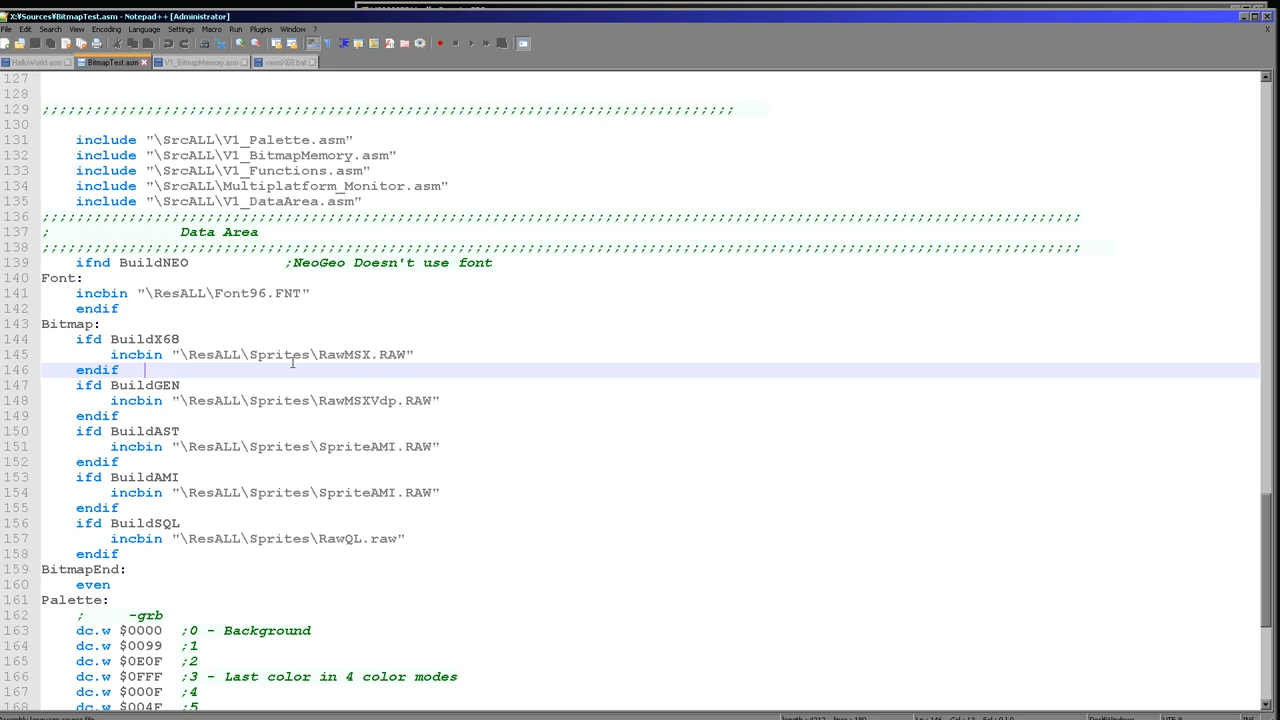 X:¥Sources¥BitmapTest.asm - Notepad++ [Administrator]
File Edit Search View Encoding Language Settings Macro Run Plugins Window ?
HelloWorld.asm BitmapTest.asm V1_BitmapMemory.asm vasmX68.bat
127
128
129 ;;;;;;;;;;;;;;;;;;;;;;;;;;;;;;;;;;;;;;;;;;;;;;;;;;;;;;;;;;;;;;;;;;;;;;;;;;;;;;;;
130
131 include "\SrcALL\V1_Palette.asm"
132 include "\SrcALL\V1_BitmapMemory.asm"
133 include "\SrcALL\V1_Functions.asm"
134 include "\SrcALL\Multiplatform_Monitor.asm"
135 include "\SrcALL\V1_DataArea.asm"
136 ;;;;;;;;;;;;;;;;;;;;;;;;;;;;;;;;;;;;;;;;;;;;;;;;;;;;;;;;;;;;;;;;;;;;;;;;;;;;;;;;;;;;;;;;;;;;;;;;;;;;;;;;;;;;;;;;;;;;;;;;
137 ; Data Area
138 ;;;;;;;;;;;;;;;;;;;;;;;;;;;;;;;;;;;;;;;;;;;;;;;;;;;;;;;;;;;;;;;;;;;;;;;;;;;;;;;;;;;;;;;;;;;;;;;;;;;;;;;;;;;;;;;;;;;;;;;;
139 ifnd BuildNEO ;NeoGeo Doesn't use font
140 Font:
141 incbin "\ResALL\Font96.FNT"
142 endif
143 Bitmap:
144 ifd BuildX68
145 incbin "\ResALL\Sprites\RawMSX.RAW"
146 endif
147 ifd BuildGEN
148 incbin "\ResALL\Sprites\RawMSXVdp.RAW"
149 endif
150 ifd BuildAST
151 incbin "\ResALL\Sprites\SpriteAMI.RAW"
152 endif
153 ifd BuildAMI
154 incbin "\ResALL\Sprites\SpriteAMI.RAW"
155 endif
156 ifd BuildSQL
157 incbin "\ResALL\Sprites\RawQL.raw"
158 endif
159 BitmapEnd:
160 even
161 Palette:
162 ; -grb
163 dc.w $0000 ;0 - Background
164 dc.w $0099 ;1
165 dc.w $0E0F ;2
166 dc.w $0FFF ;3 - Last color in 4 color modes
167 dc.w $000F ;4
168 dc.w $004F ;5